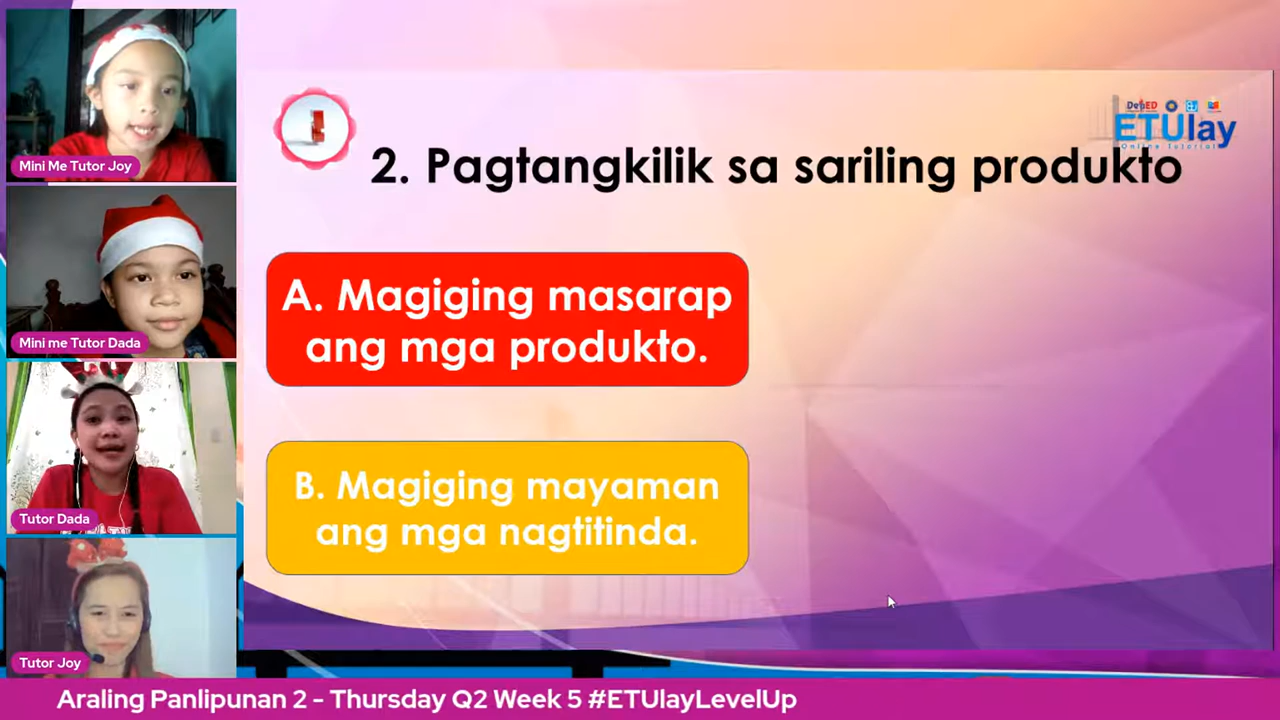 Mini Me Tutor Joy
Mini me Tutor Dada
Tutor Dada
Tutor Joy
DepED
ETUlay
Online Tutorial
2. Pagtangkilik sa sariling produkto
A. Magiging masarap
ang mga produkto.
B. Magiging mayaman
ang mga nagtitinda.
Araling Panlipunan 2 - Thursday Q2 Week 5 #ETUlayLevelUp